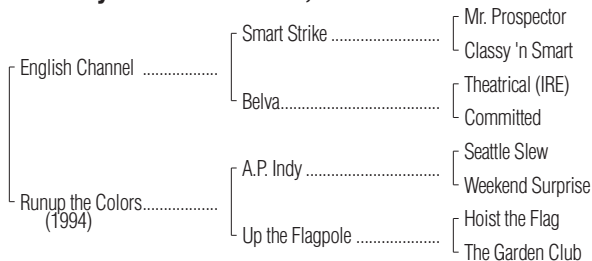 Mr. Prospector
Smart Strike ......................
Classy 'n Smart
English Channel ..................
Theatrical (IRE)
Belva.................................
Committed
Seattle Slew
A.P. Indy ...........................
Weekend Surprise
Runup the Colors..................
(1994)
Hoist the Flag
Up the Flagpole .................
The Garden Club